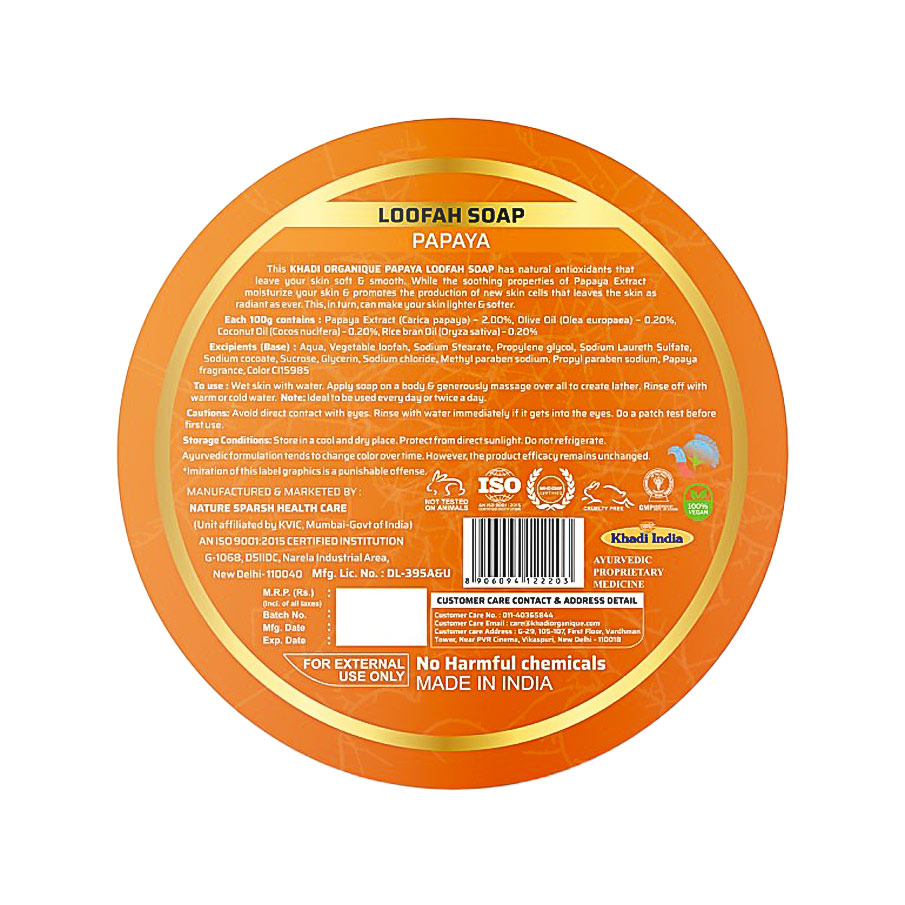 LOOFAH SOAP
PAPAYA
This KHADI ORGANIQUE PAPAYA LOOFAH SOAP has natural antioxidants that
leave your skin soft & smooth. While the soothing properties of Papaya Extract
moisturize your skin & promotes the production of new skin cells that leaves the skin as
radiant as ever. This, in turn, can make your skin lighter & softer.
Each 100g contains : Papaya Extract (Carica papaya) – 2.00%, Olive Oil (Olea europaea) – 0.20%,
Coconut Oil (Cocos nucifera) - 0.20%, Rice bran Oil (Oryza sativa) - 0.20%
Excipients (Base) : Aqua, Vegetable loofah, Sodium Stearate, Propylene glycol, Sodium Laureth Sulfate,
Sodium cocoate, Sucrose, Glycerin, Sodium chloride, Methyl paraben sodium, Propyl paraben sodium, Papaya
fragrance, Color CI15985
To use : Wet skin with water. Apply soap on a body & generously massage over all to create lather. Rinse off with
warm or cold water. Note: Ideal to be used every day or twice a day.
Cautions: Avoid direct contact with eyes. Rinse with water immediately if it gets into the eyes. Do a patch test before
first use.
Storage Conditions: Store in a cool and dry place. Protect from direct sunlight. Do not refrigerate.
Ayurvedic formulation tends to change color over time. However, the product efficacy remains unchanged.
*Imitation of this label graphics is a punishable offense.
MANUFACTURED & MARKETED BY :
NATURE SPARSH HEALTH CARE
(Unit affiliated by KVIC, Mumbai-Govt of India)
AN ISO 9001:2015 CERTIFIED INSTITUTION
G-1068, DSIIDC, Narela Industrial Area,
New Delhi-110040 Mfg. Lic. No. : DL-395A&U
NOT TESTED
ON ANIMALS
ISO
AN ISO 9001 : 2015
CERTIFIED
CRUELTY FREE
GMP
100%
VEGAN
8 906094 122203
Khadi India
AYURVEDIC
PROPRIETARY
MEDICINE
M.R.P. (Rs.) :
(Incl. of all taxes)
Batch No. :
Mfg. Date :
Exp. Date :
CUSTOMER CARE CONTACT & ADDRESS DETAIL
Customer Care No. : 011-40365844
Customer Care Email : care@khadiorganique.com
Customer care Address : G-29, 105-107, First Floor, Vardhman
Tower, Near PVR Cinema, Vikaspuri, New Delhi - 110018
FOR EXTERNAL
USE ONLY
No Harmful chemicals
MADE IN INDIA